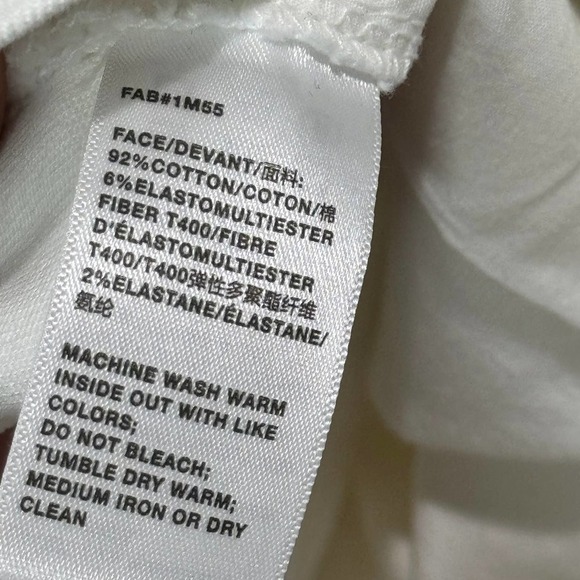 FAB#1M55
FACE/DEVANT/面料:
92%COTTON/COTON/棉
6%ELASTOMULTIESTER
FIBER T400/FIBRE
D'ÉLASTOMULTIESTER
T400/T400弹性多聚酯纤维
2%ELASTANE/ÉLASTANE/
氨纶
MACHINE WASH WARM
INSIDE OUT WITH LIKE
COLORS;
DO NOT BLEACH;
TUMBLE DRY WARM;
MEDIUM IRON OR DRY
CLEAN